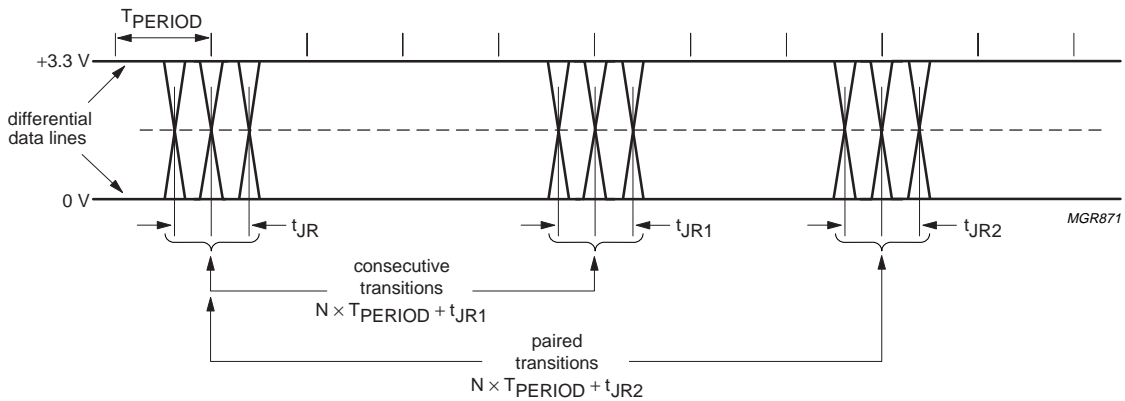 TPERIOD
+3.3 V
differential
data lines
0 V
tJR
tJR1
tJR2
MGR871
consecutive
transitions
N × TPERIOD + tJR1
paired
transitions
N × TPERIOD + tJR2